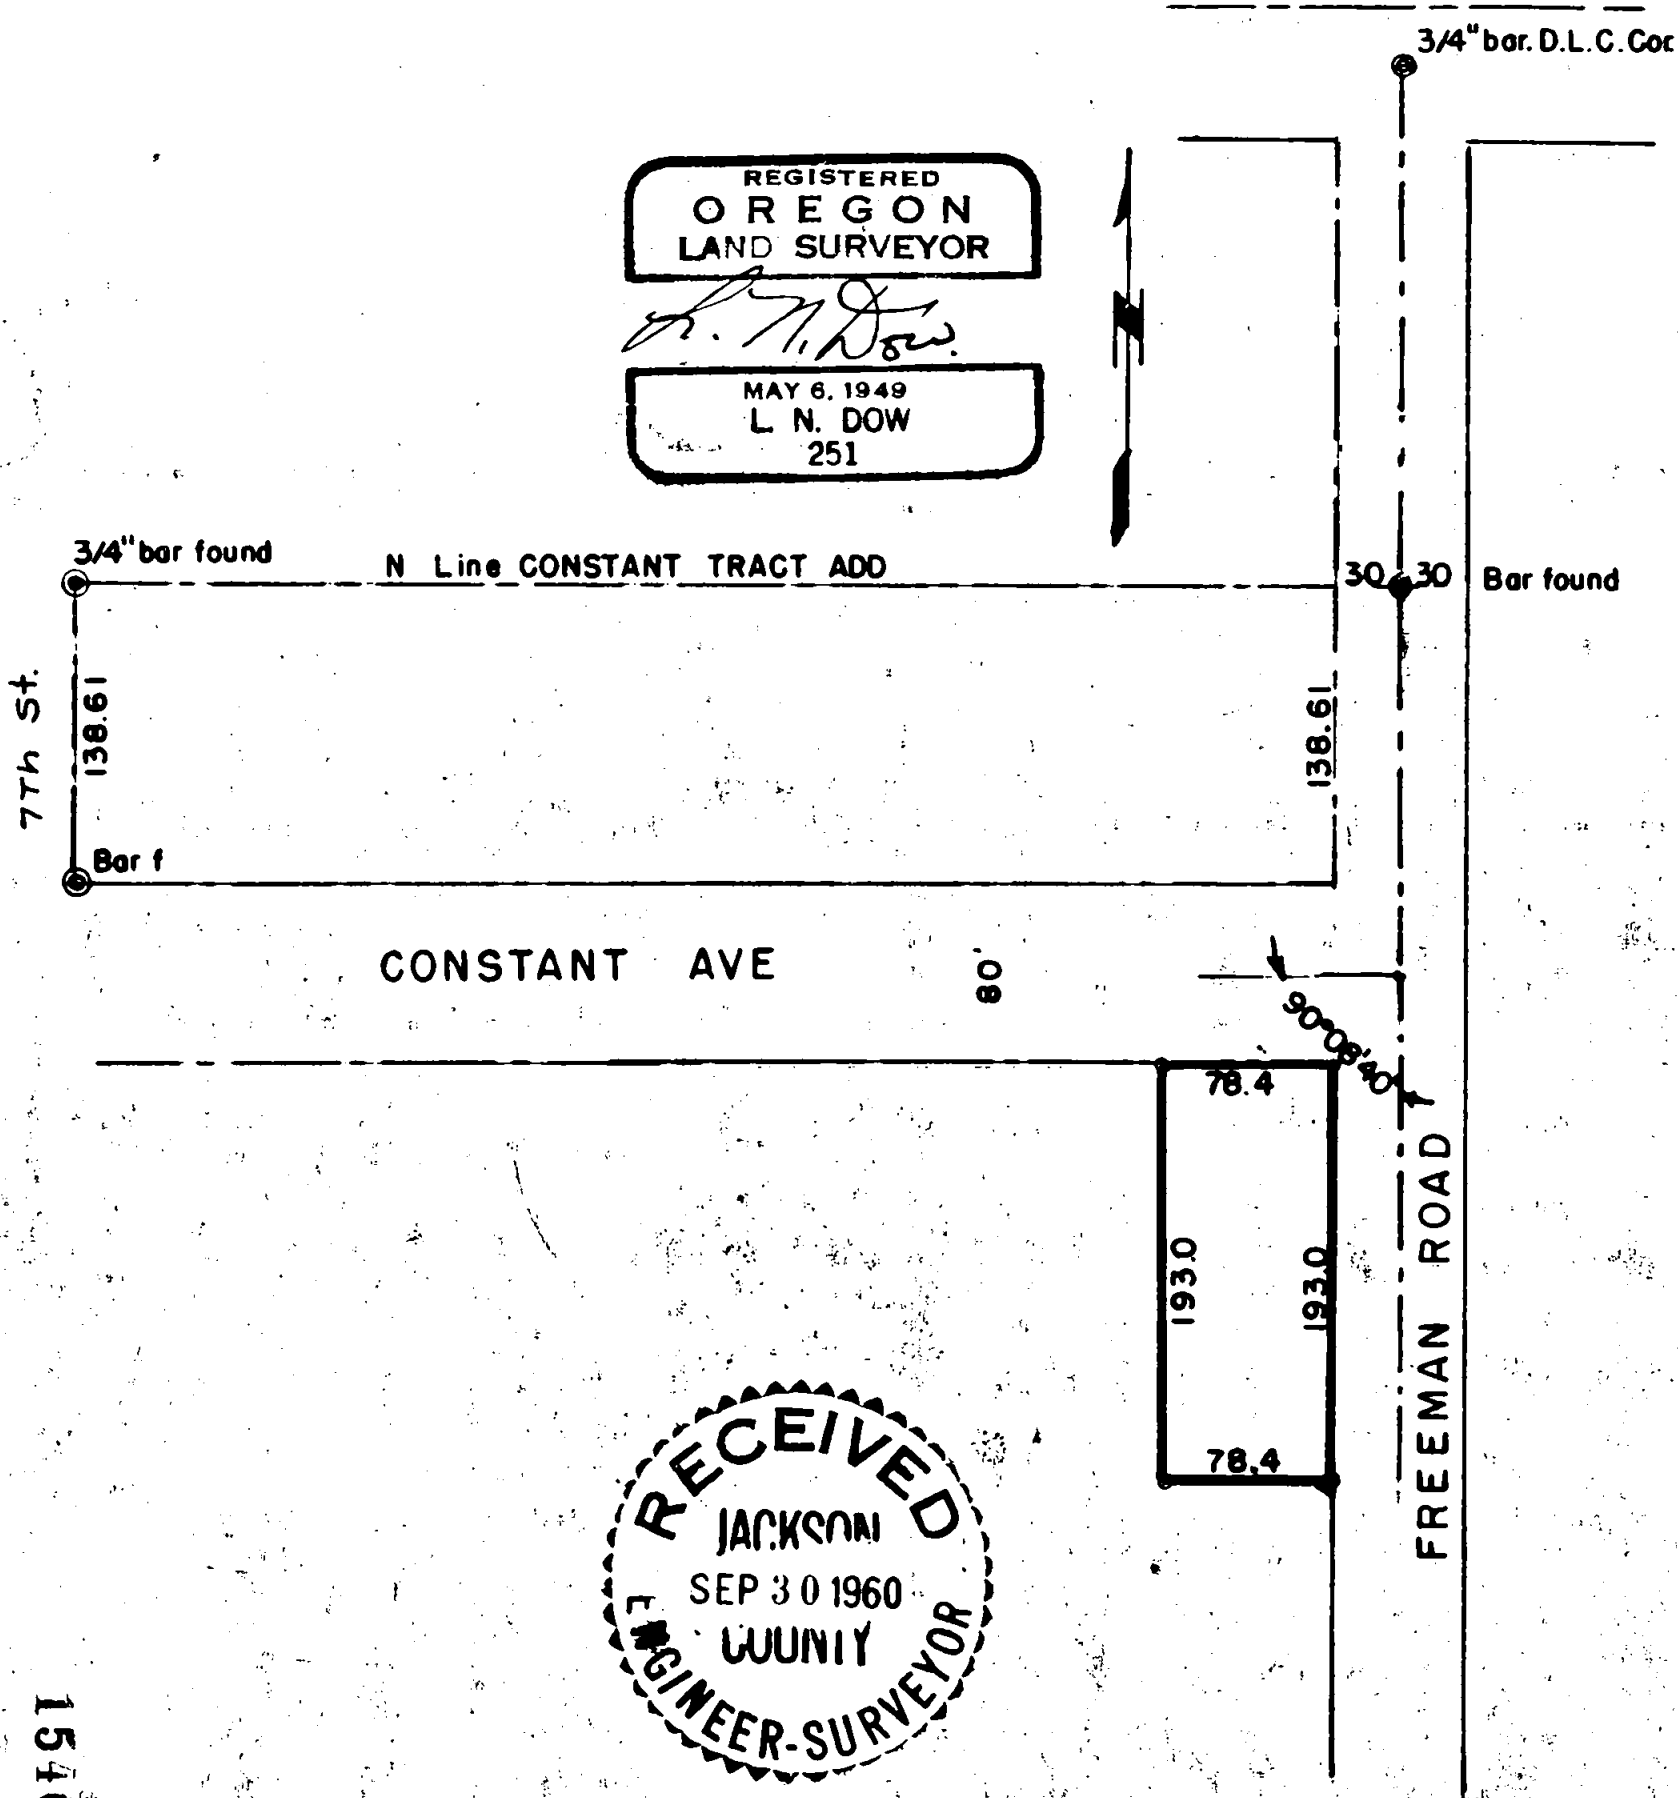 3/4" bar. D.L.C. Cor.
REGISTERED
OREGON
LAND SURVEYOR
L. N. Dow.
MAY 6, 1949
L. N. DOW
251
N
3/4" bar found
N Line CONSTANT TRACT ADD
30 30 Bar found
7Th St.
138.61
138.61
Bar f
CONSTANT AVE 80'
90°08'40"
78.4
193.0
193.0
78.4
FREEMAN ROAD
RECEIVED
JACKSON
SEP 30 1960
COUNTY
ENGINEER-SURVEYOR